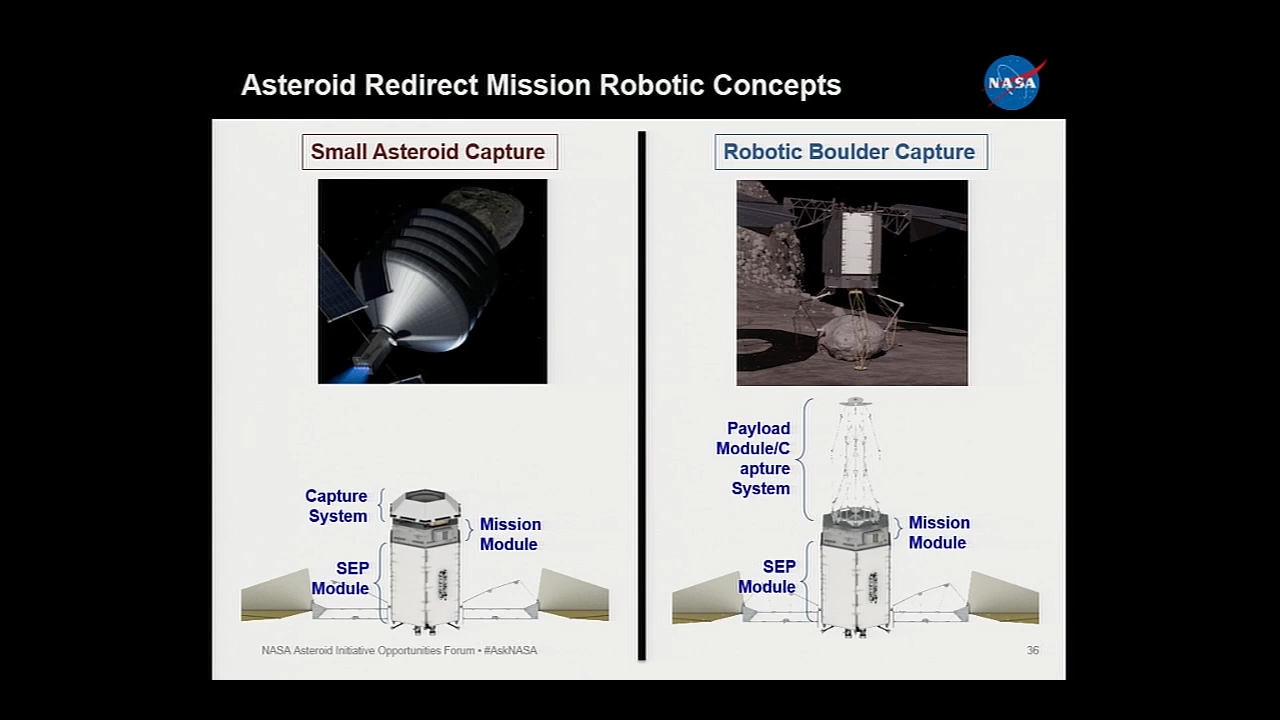 Asteroid Redirect Mission Robotic Concepts
NASA
Small Asteroid Capture
Robotic Boulder Capture
Capture
System
Mission
Module
SEP
Module
Payload
Module/C
apture
System
Mission
Module
SEP
Module
NASA Asteroid Initiative Opportunities Forum • #AskNASA
36